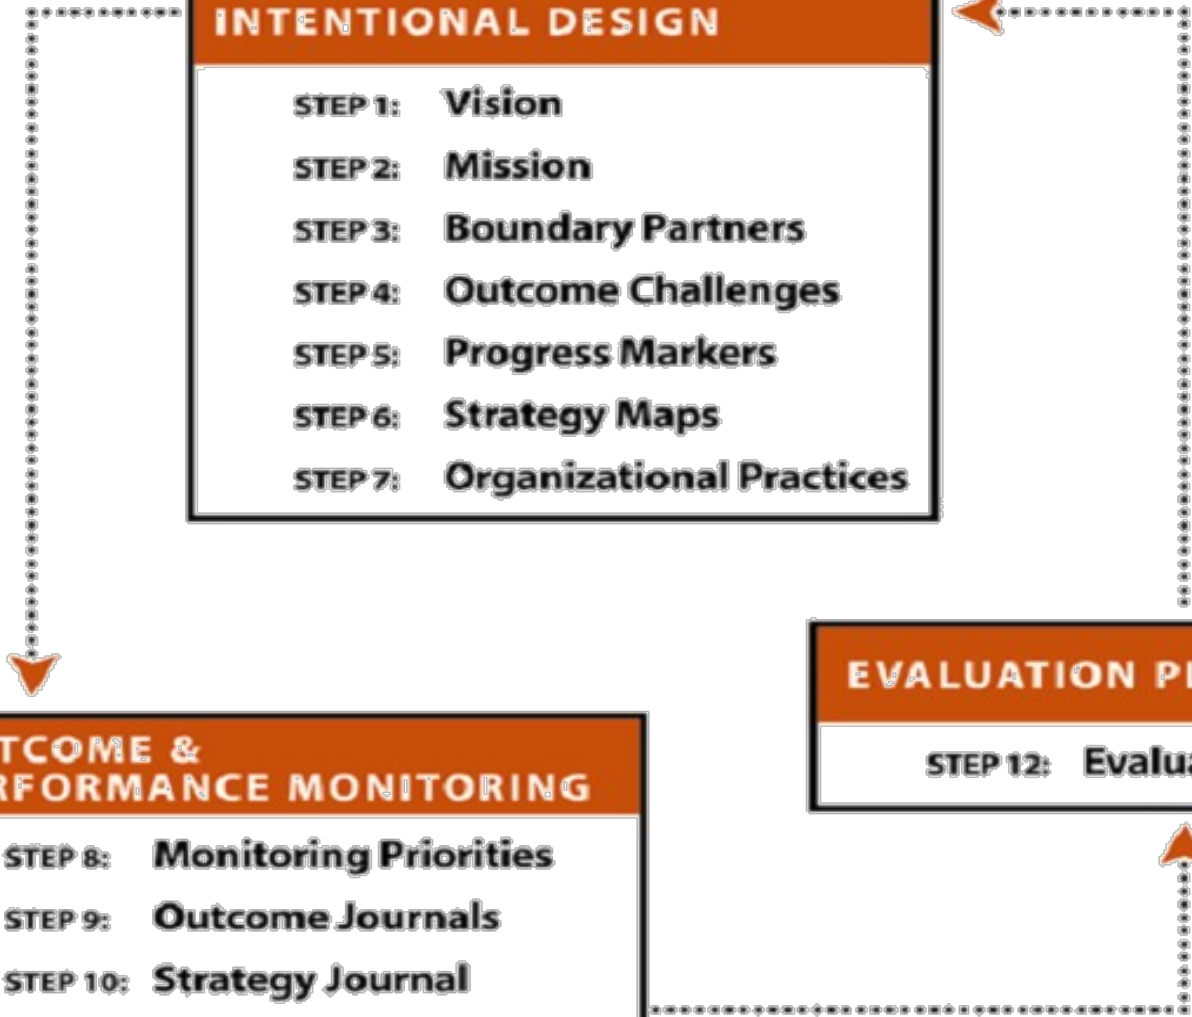 INTENTIONAL DESIGN
STEP 1: Vision
STEP 2: Mission
STEP 3: Boundary Partners
STEP 4: Outcome Challenges
STEP 5: Progress Markers
STEP 6: Strategy Maps
STEP 7: Organizational Practices
EVALUATION
STEP 12:
TCOME &
RFORMANCE MONITORING
STEP 8: Monitoring Priorities
STEP 9: Outcome Journals
STEP 10: Strategy Journal